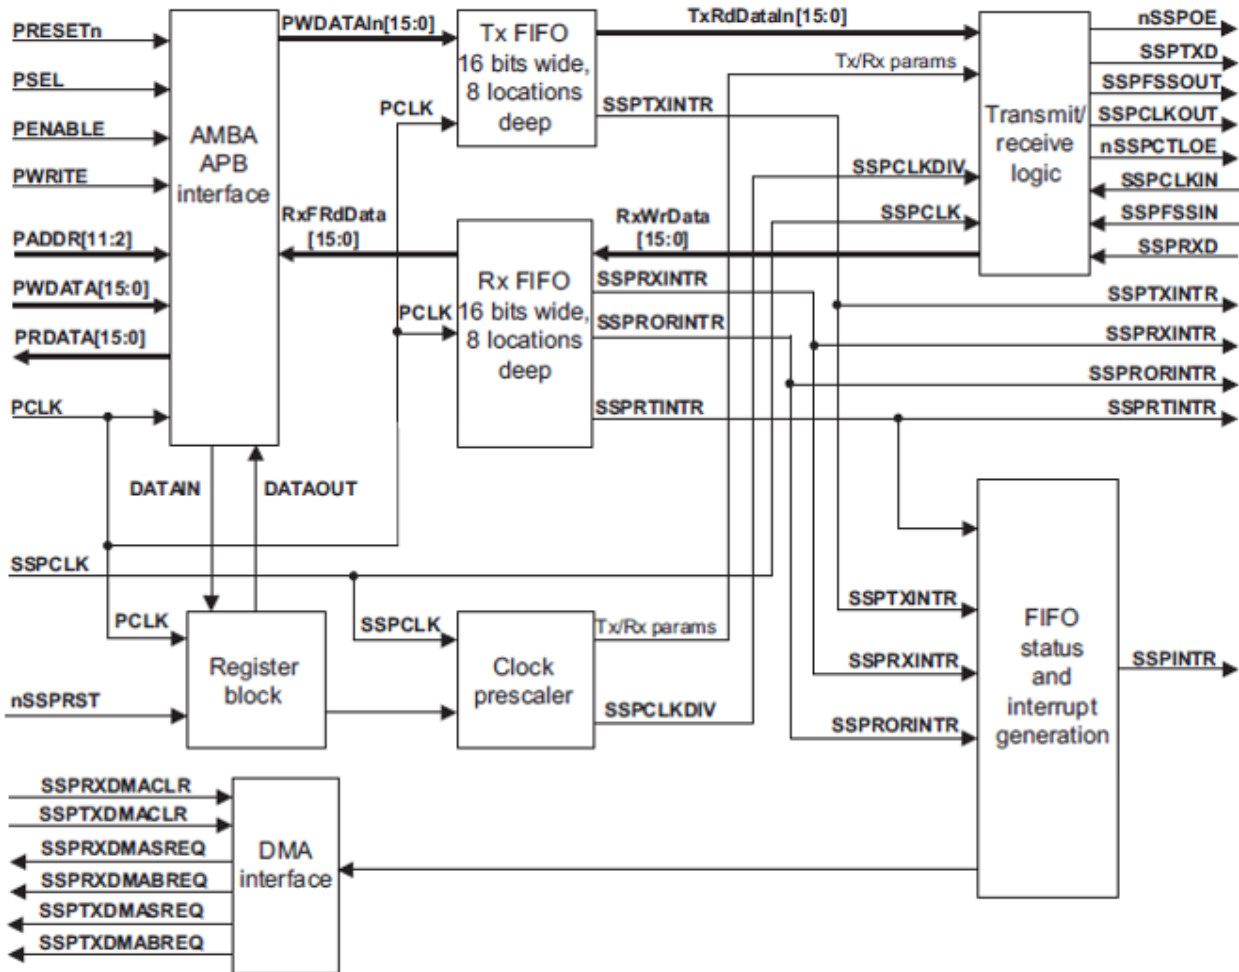 PRESETn
PSEL
PENABLE
PWRITE
PADDR[11:2]
PWDATA[15:0]
PRDATA[15:0]
PCLK
AMBA
APB
interface
PWDATAIn[15:0]
PCLK
RxFRdData
[15:0]
PCLK
Tx FIFO
16 bits wide,
8 locations
deep
TxRdDataIn[15:0]
SSPTXINTR
Tx/Rx params
SSPCLKDIV
SSPCLK
RxWrData
[15:0]
Rx FIFO
16 bits wide,
8 locations
deep
SSPRXINTR
SSPRORINTR
SSPRTINTR
Transmit/
receive
logic
nSSPOE
SSPTXD
SSPFSSOUT
SSPCLKOUT
nSSPCTLOE
SSPCLKIN
SSPFSSIN
SSPRXD
SSPTXINTR
SSPRXINTR
SSPRORINTR
SSPRTINTR
DATAIN
DATAOUT
SSPCLK
PCLK
nSSPRST
Register
block
SSPCLK
Clock
prescaler
Tx/Rx params
SSPCLKDIV
SSPTXINTR
SSPRXINTR
SSPRORINTR
FIFO
status
and
interrupt
generation
SSPINTR
SSPRXDMACLR
SSPTXDMACLR
SSPRXDMASREQ
SSPRXDMABREQ
SSPTXDMASREQ
SSPTXDMABREQ
DMA
interface